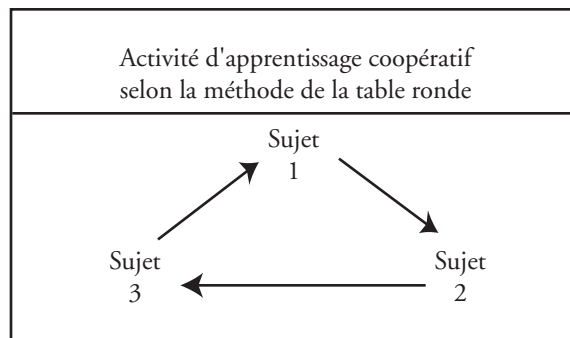 Activité d'apprentissage coopératif
selon la méthode de la table ronde
Sujet
1
Sujet
3
Sujet
2